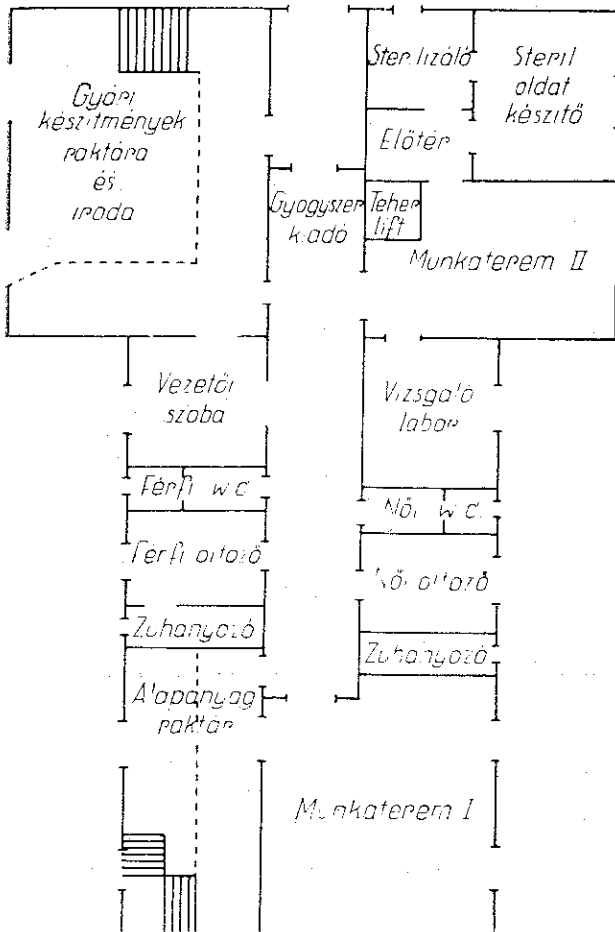 Gyári
készítmények
raktára
és
iroda
Sterilizáló
Steril
oldat
készítő
Előtér
Gyógyszer
kiadó
Teher
lift
Munkaterem II
Vezetői
szoba
Vizsgáló
labor
Férfi w c
Női w c.
Férfi öltöző
Női öltöző
Zuhanyozó
Zuhanyozó
Alapanyag
raktár
Munkaterem I